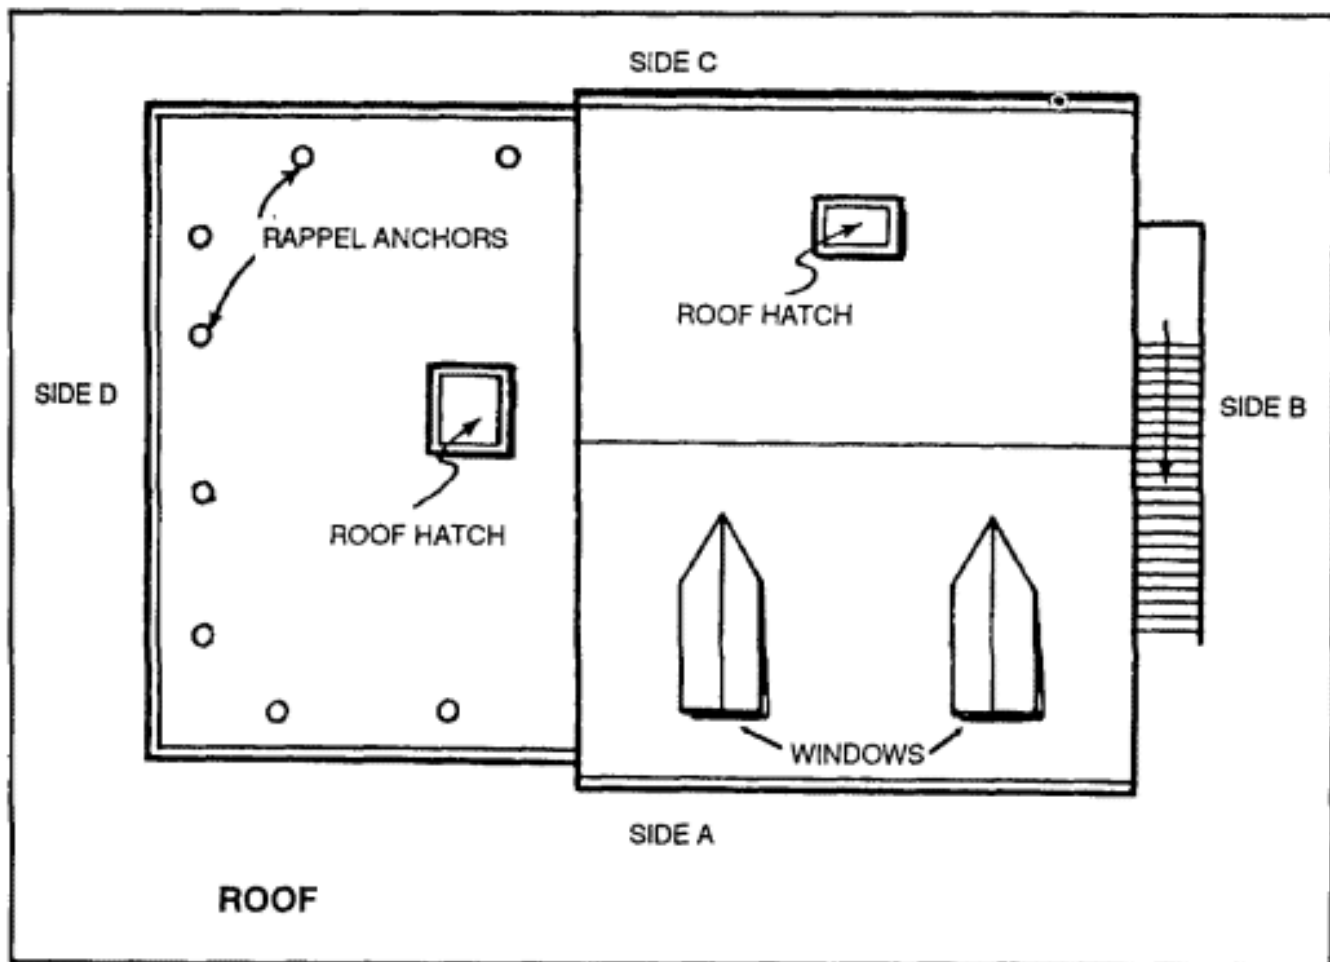 SIDE C
RAPPEL ANCHORS
ROOF HATCH
SIDE D
SIDE B
ROOF HATCH
WINDOWS
SIDE A
ROOF